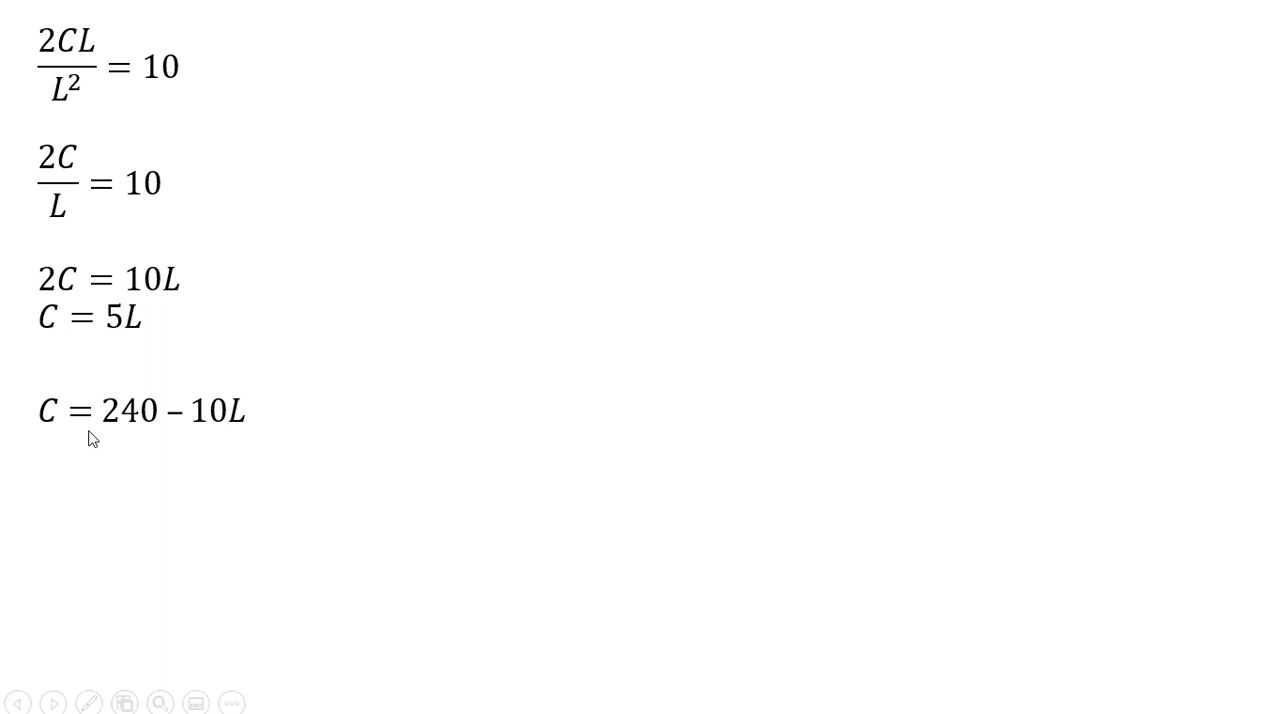 2CL/L² = 10
2C/L = 10
2C = 10L
C = 5L
C = 240 – 10L